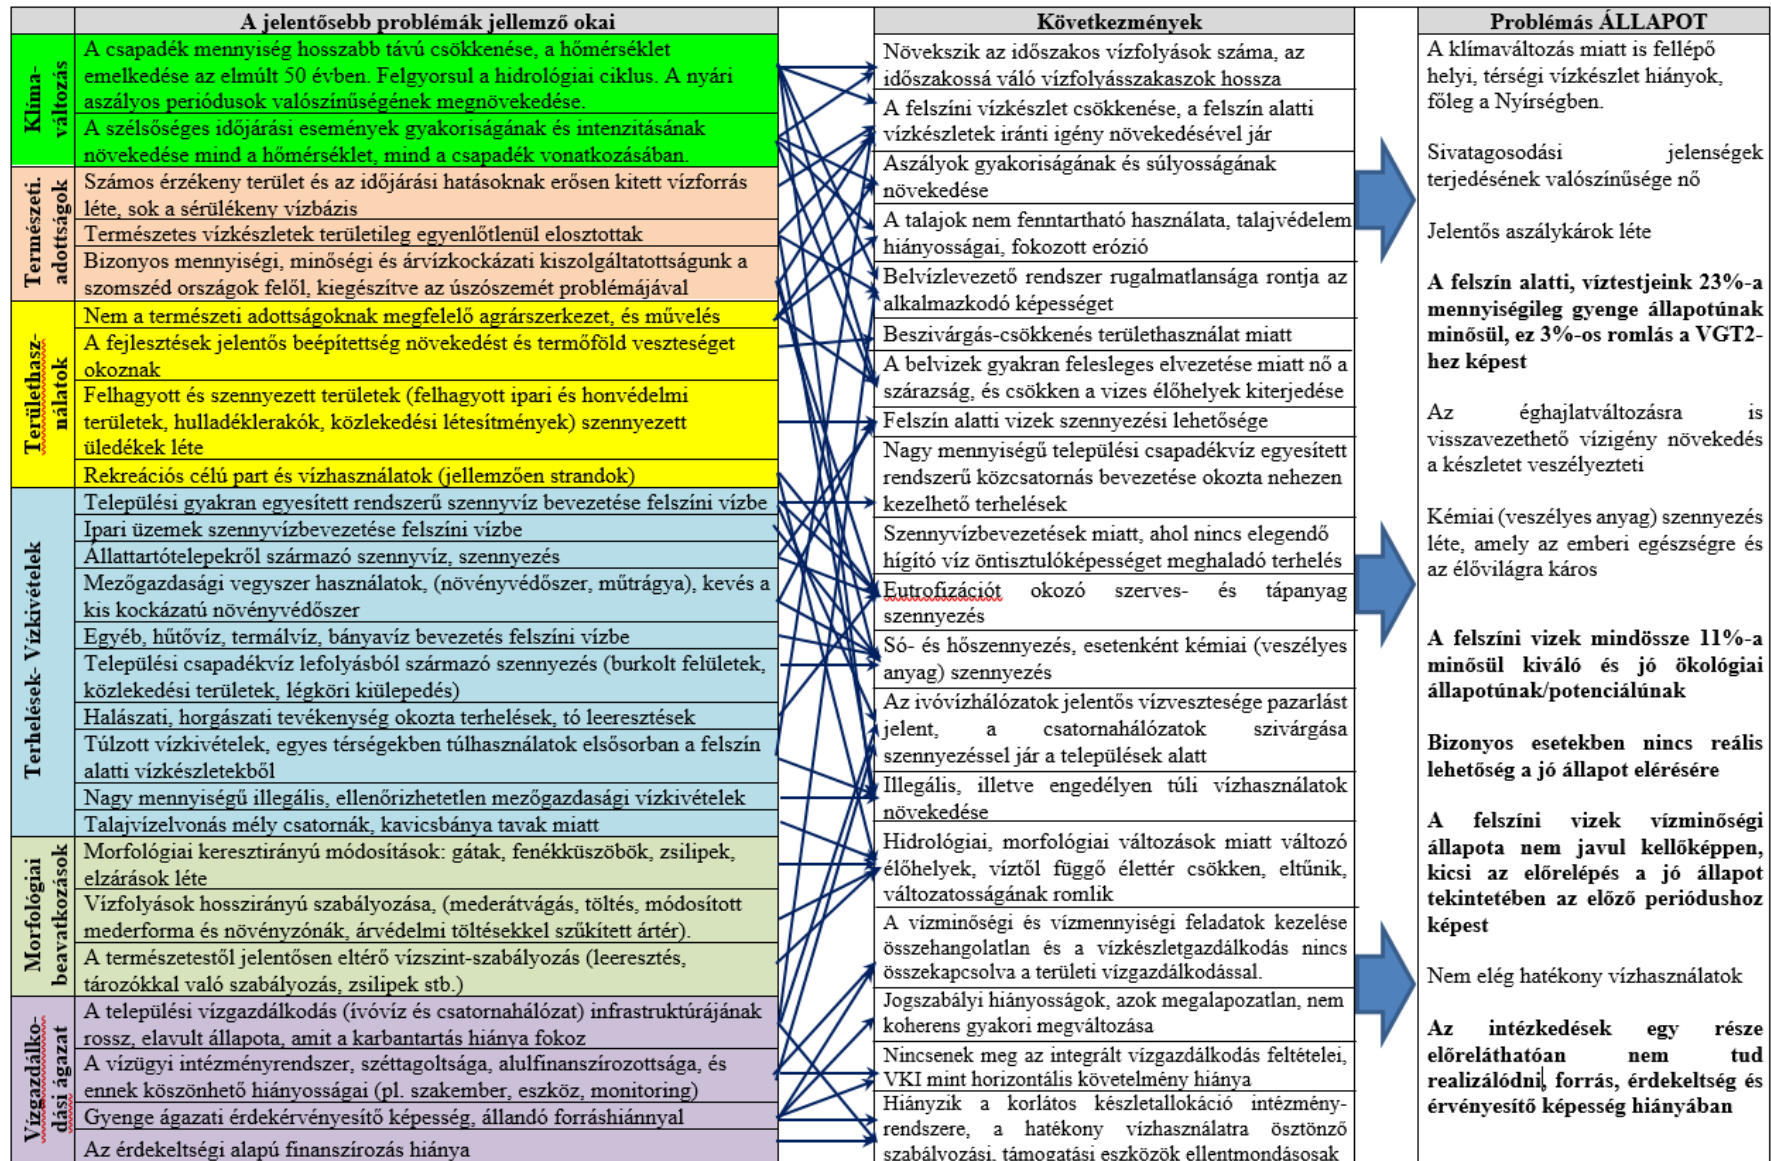 A jelentősebb problémák jellemző okai
Klíma-
változás
A csapadék mennyiség hosszabb távú csökkenése, a hőmérséklet
emelkedése az elmúlt 50 évben. Felgyorsul a hidrológiai ciklus. A nyári
aszályos periódusok valószínűségének megnövekedése.
A szélsőséges időjárási események gyakoriságának és intenzitásának
növekedése mind a hőmérséklet, mind a csapadék vonatkozásában.
Természeti.
adottságok
Számos érzékeny terület és az időjárási hatásoknak erősen kitett vízforrás
léte, sok a sérülékeny vízbázis
Természetes vízkészletek területileg egyenlőtlenül elosztottak
Bizonyos mennyiségi, minőségi és árvízkockázati kiszolgáltatottságunk a
szomszéd országok felől, kiegészítve az úszószemét problémájával
Területhasz-
nálatok
Nem a természeti adottságoknak megfelelő agrárszerkezet, és művelés
A fejlesztések jelentős beépítettség növekedést és termőföld veszteséget
okoznak
Felhagyott és szennyezett területek (felhagyott ipari és honvédelmi
területek, hulladéklerakók, közlekedési létesítmények) szennyezett
üledékek léte
Rekreációs célú part és vízhasználatok (jellemzően strandok)
Terhelések- Vízkivételek
Települési gyakran egyesített rendszerű szennyvíz bevezetése felszíni vízbe
Ipari üzemek szennyvízbevezetése felszíni vízbe
Állattartótelepekről származó szennyvíz, szennyezés
Mezőgazdasági vegyszer használatok, (növényvédőszer, műtrágya), kevés a
kis kockázatú növényvédőszer
Egyéb, hűtővíz, termálvíz, bányavíz bevezetés felszíni vízbe
Települési csapadékvíz lefolyásból származó szennyezés (burkolt felületek,
közlekedési területek, légköri kiülepedés)
Halászati, horgászati tevékenység okozta terhelések, tó leeresztések
Túlzott vízkivételek, egyes térségekben túlhasználatok elsősorban a felszín
alatti vízkészletekből
Nagy mennyiségű illegális, ellenőrizhetetlen mezőgazdasági vízkivételek
Talajvízelvonás mély csatornák, kavicsbánya tavak miatt
Morfológiai
beavatkozások
Morfológiai keresztirányú módosítások: gátak, fenékküszöbök, zsilipek,
elzárások léte
Vízfolyások hosszirányú szabályozása, (mederátvágás, töltés, módosított
mederforma és növényzónák, árvédelmi töltésekkel szűkített ártér).
A természetestől jelentősen eltérő vízszint-szabályozás (leeresztés,
tározókkal való szabályozás, zsilipek stb.)
Vízgazdálko-
dási ágazat
A települési vízgazdálkodás (ívóvíz és csatornahálózat) infrastruktúrájának
rossz, elavult állapota, amit a karbantartás hiánya fokoz
A vízügyi intézményrendszer, széttagoltsága, alulfinanszírozottsága, és
ennek köszönhető hiányosságai (pl. szakember, eszköz, monitoring)
Gyenge ágazati érdekérvényesítő képesség, állandó forráshiánnyal
Az érdekeltségi alapú finanszírozás hiánya
Következmények
Növekszik az időszakos vízfolyások száma, az
időszakossá váló vízfolyásszakaszok hossza
A felszíni vízkészlet csökkenése, a felszín alatti
vízkészletek iránti igény növekedésével jár
Aszályok gyakoriságának és súlyosságának
növekedése
A talajok nem fenntartható használata, talajvédelem
hiányosságai, fokozott erózió
Belvízlevezető rendszer rugalmatlansága rontja az
alkalmazkodó képességet
Beszivárgás-csökkenés területhasználat miatt
A belvizek gyakran felesleges elvezetése miatt nő a
szárazság, és csökken a vizes élőhelyek kiterjedése
Felszín alatti vizek szennyezési lehetősége
Nagy mennyiségű települési csapadékvíz egyesített
rendszerű közcsatornás bevezetése okozta nehezen
kezelhető terhelések
Szennyvízbevezetések miatt, ahol nincs elegendő
hígító víz öntisztulóképességet meghaladó terhelés
Eutrofizációt okozó szerves- és tápanyag
szennyezés
Só- és hőszennyezés, esetenként kémiai (veszélyes
anyag) szennyezés
Az ivóvízhálózatok jelentős vízvesztesége pazarlást
jelent, a csatornahálózatok szivárgása
szennyezéssel jár a települések alatt
Illegális, illetve engedélyen túli vízhasználatok
növekedése
Hidrológiai, morfológiai változások miatt változó
élőhelyek, víztől függő élettér csökken, eltűnik,
változatosságának romlik
A vízminőségi és vízmennyiségi feladatok kezelése
összehangolatlan és a vízkészletgazdálkodás nincs
összekapcsolva a területi vízgazdálkodással.
Jogszabályi hiányosságok, azok megalapozatlan, nem
koherens gyakori megváltozása
Nincsenek meg az integrált vízgazdálkodás feltételei,
VKI mint horizontális követelmény hiánya
Hiányzik a korlátos készletallokáció intézmény-
rendszere, a hatékony vízhasználatra ösztönző
szabályozási, támogatási eszközök ellentmondásosak
Problémás ÁLLAPOT
A klímaváltozás miatt is fellépő
helyi, térségi vízkészlet hiányok,
főleg a Nyírségben.
Sivatagosodási jelenségek
terjedésének valószínűsége nő
Jelentős aszálykárok léte
A felszín alatti, víztestjeink 23%-a
mennyiségileg gyenge állapotúnak
minősül, ez 3%-os romlás a VGT2-
hez képest
Az éghajlatváltozásra is
visszavezethető vízigény növekedés
a készletet veszélyezteti
Kémiai (veszélyes anyag) szennyezés
léte, amely az emberi egészségre és
az élővilágra káros
A felszíni vizek mindössze 11%-a
minősül kiváló és jó ökológiai
állapotúnak/potenciálúnak
Bizonyos esetekben nincs reális
lehetőség a jó állapot elérésére
A felszíni vizek vízminőségi
állapota nem javul kellőképpen,
kicsi az előrelépés a jó állapot
tekintetében az előző periódushoz
képest
Nem elég hatékony vízhasználatok
Az intézkedések egy része
előreláthatóan nem tud
realizálódni, forrás, érdekeltség és
érvényesítő képesség hiányában